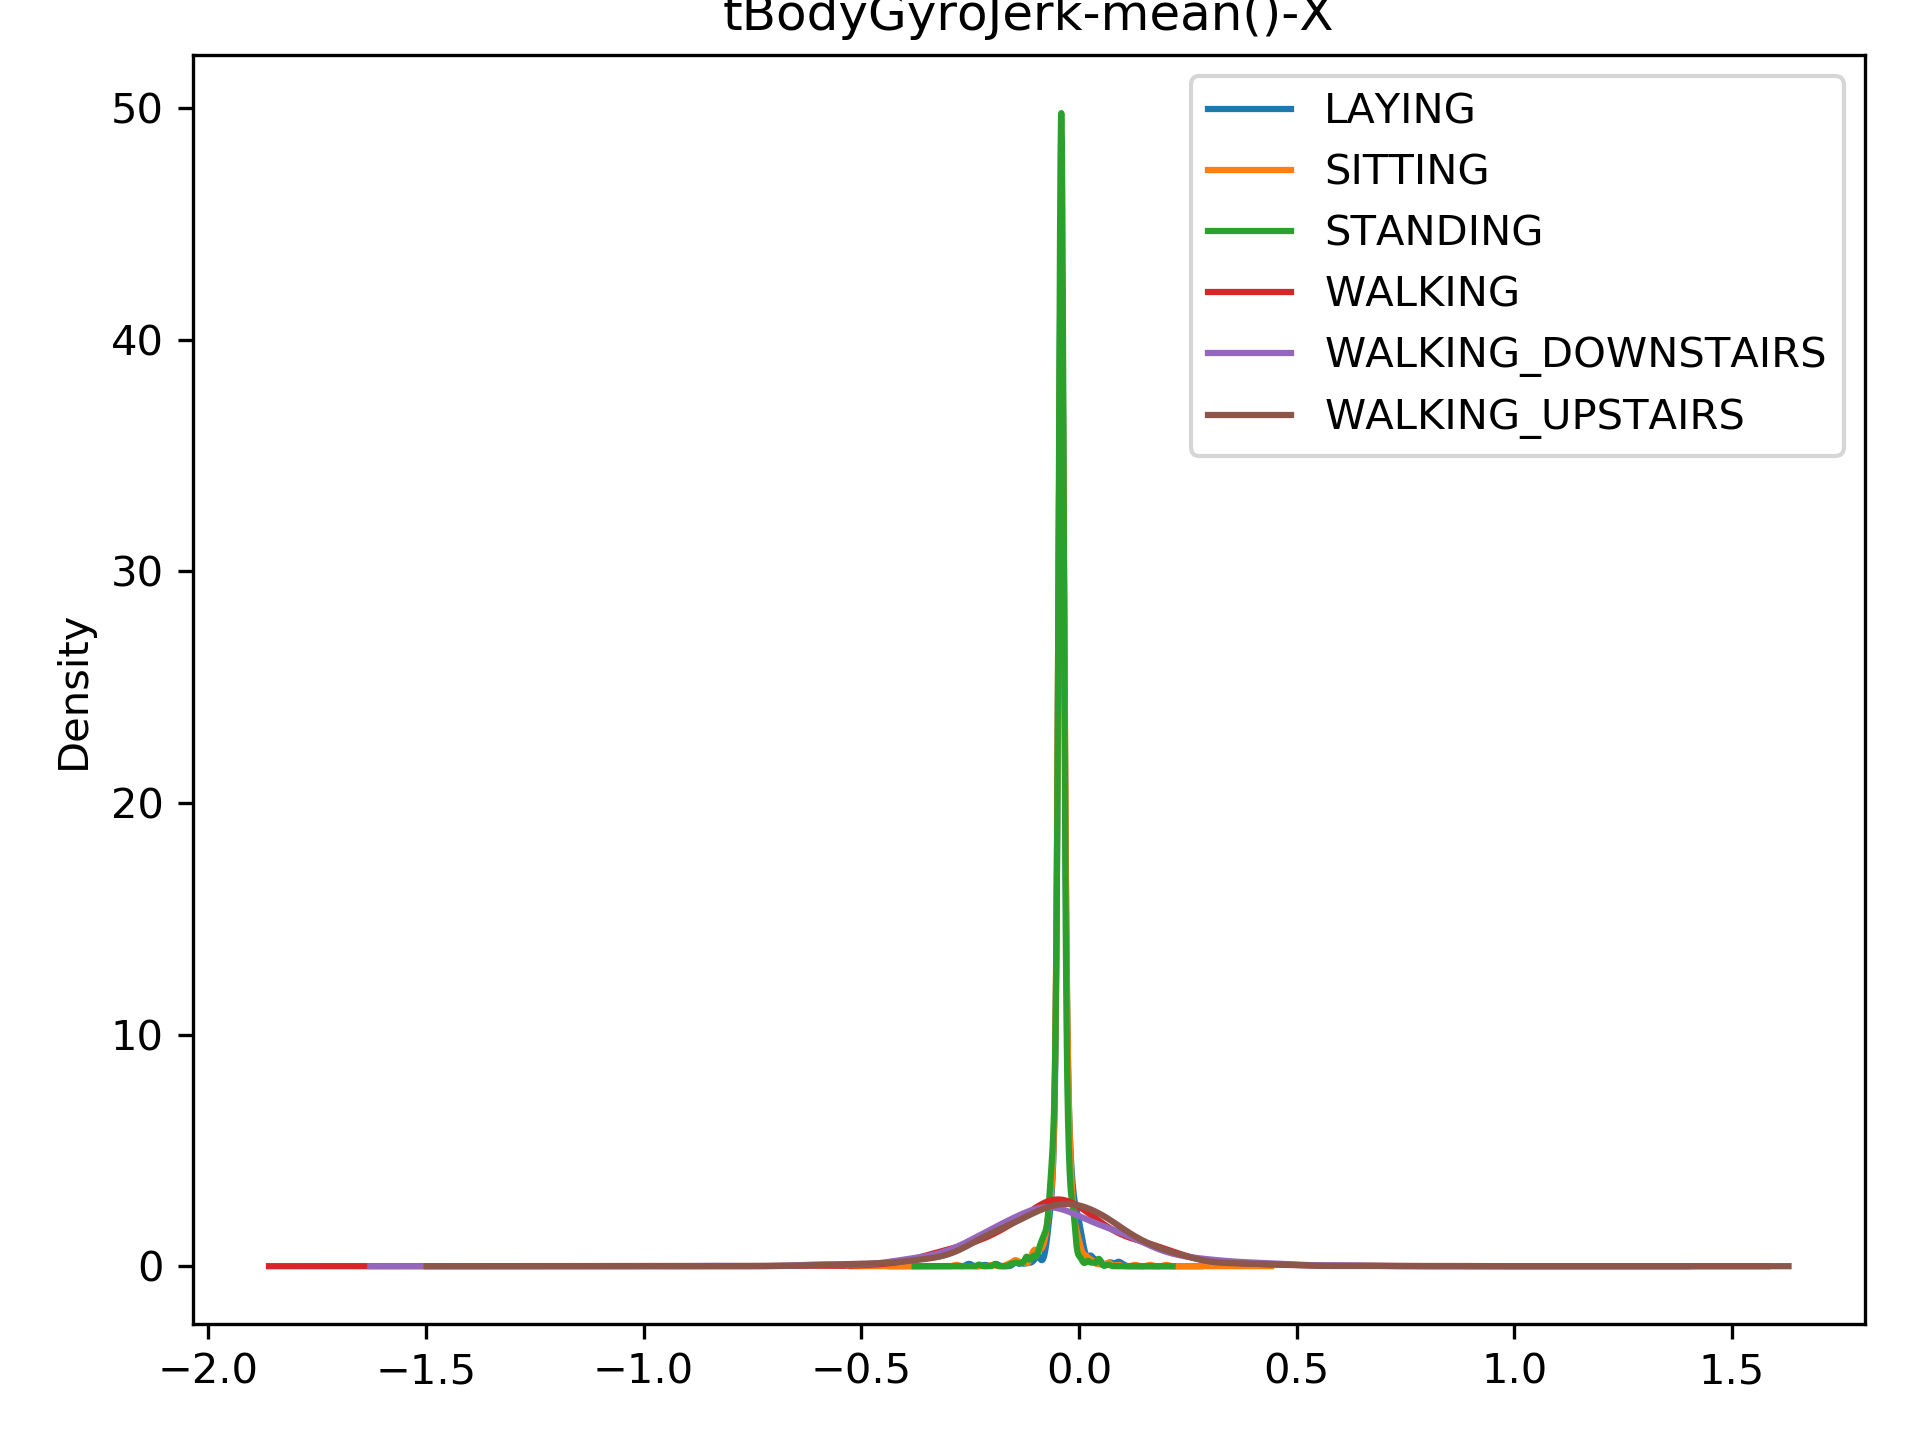 tBodyGyroJerk-mean()-X
50
40
30
20
10
0
Density
LAYING
SITTING
STANDING
WALKING
WALKING_DOWNSTAIRS
WALKING_UPSTAIRS
−2.0 −1.5 −1.0 −0.5 0.0 0.5 1.0 1.5